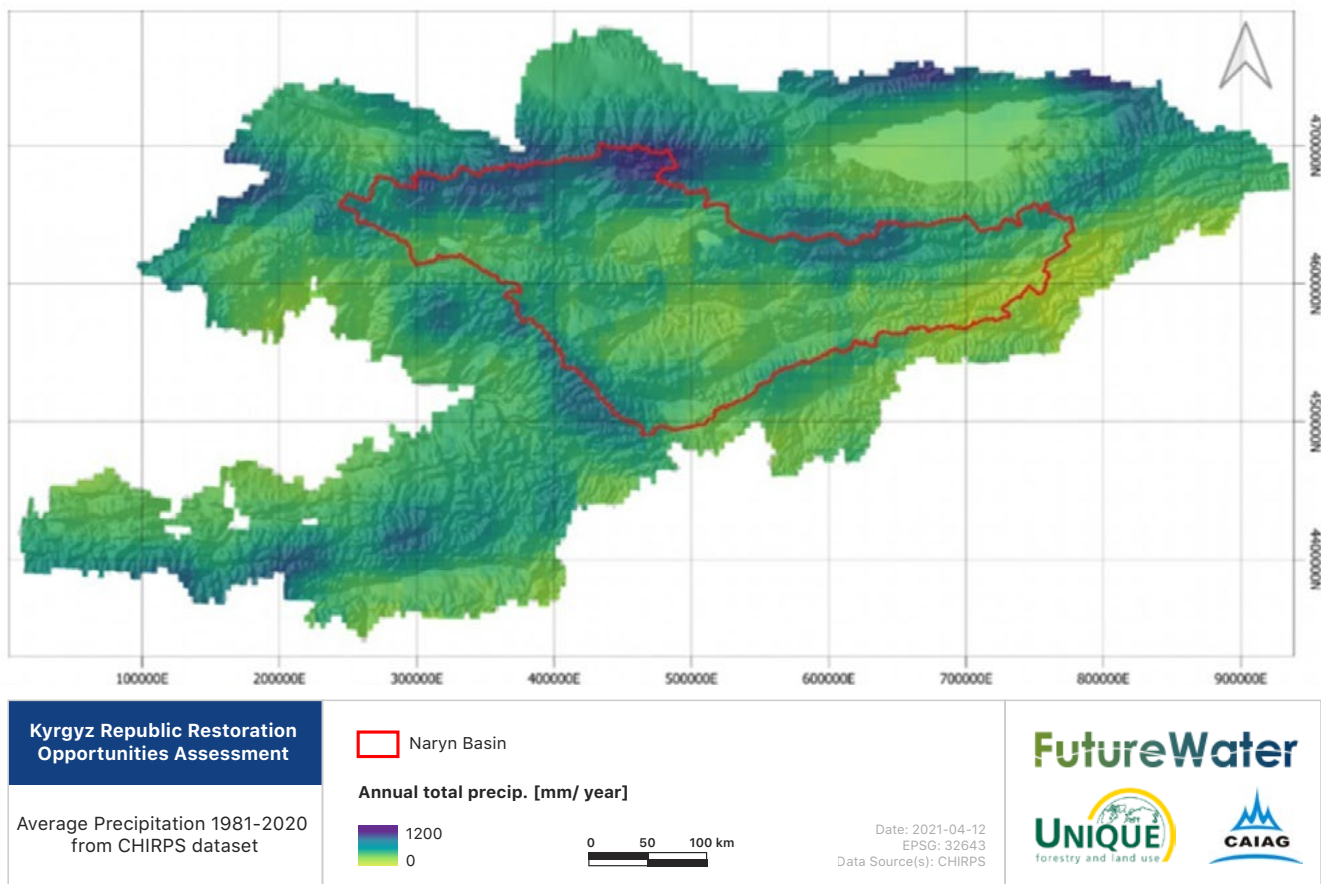 4700000N
4600000N
4500000N
4400000N
100000E 200000E 300000E 400000E 500000E 600000E 700000E 800000E 900000E
Kyrgyz Republic Restoration
Opportunities Assessment
Average Precipitation 1981-2020
from CHIRPS dataset
Naryn Basin
Annual total precip. [mm/ year]
1200
0
0 50 100 km
Date: 2021-04-12
EPSG: 32643
Data Source(s): CHIRPS
FutureWater
UNIQUE
forestry and land use
CAIAG